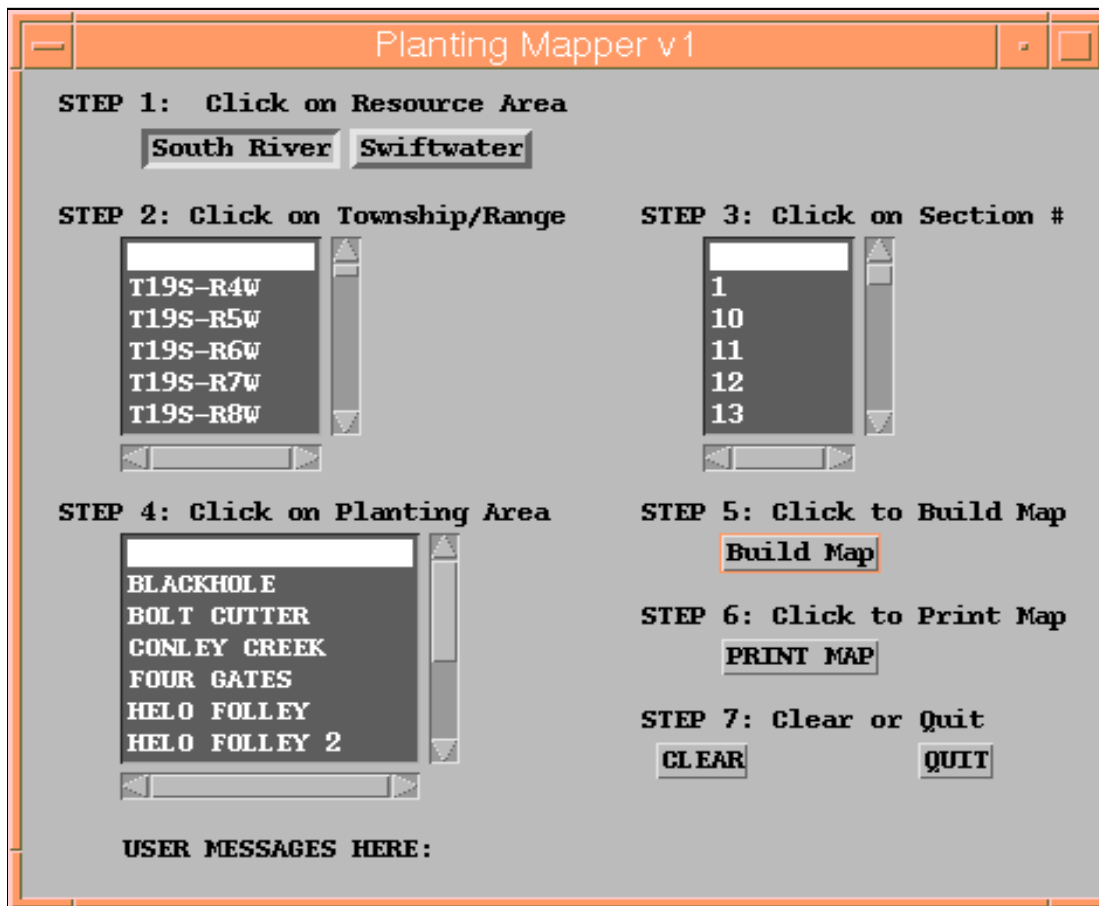 Planting Mapper v1
STEP 1: Click on Resource Area
South River Swiftwater
STEP 2: Click on Township/Range
T19S-R4W
T19S-R5W
T19S-R6W
T19S-R7W
T19S-R8W
STEP 3: Click on Section #
1
10
11
12
13
STEP 4: Click on Planting Area
BLACKHOLE
BOLT CUTTER
CONLEY CREEK
FOUR GATES
HELO FOLLEY
HELO FOLLEY 2
STEP 5: Click to Build Map
Build Map
STEP 6: Click to Print Map
PRINT MAP
STEP 7: Clear or Quit
CLEAR QUIT
USER MESSAGES HERE: